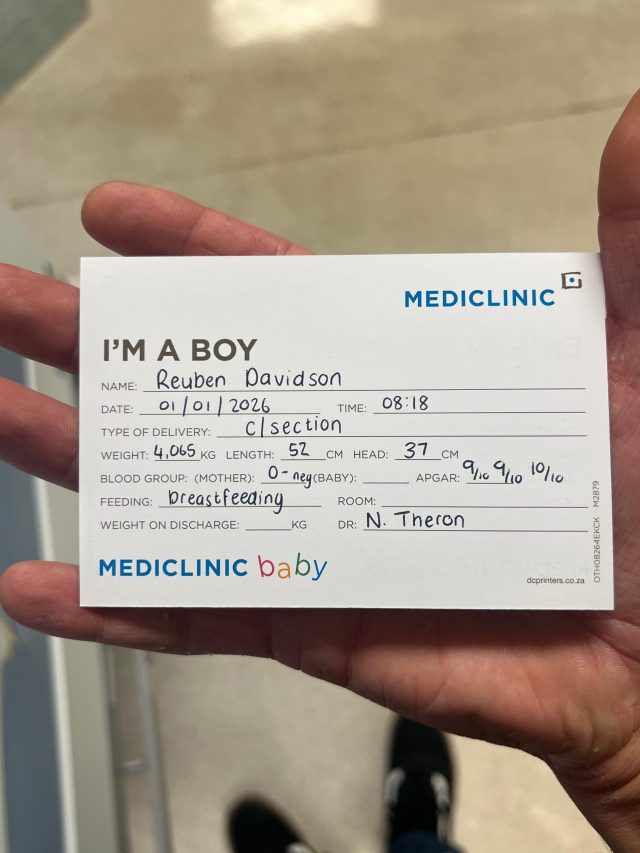 MEDICLINIC
I'M A BOY
NAME: Reuben Davidson
DATE: 01/01/2026 TIME: 08:18
TYPE OF DELIVERY: C/section
WEIGHT: 4,065 KG LENGTH: 52 CM HEAD: 37 CM
BLOOD GROUP: (MOTHER): O-neg (BABY): APGAR: 9/10 9/10 10/10
FEEDING: breastfeeding ROOM:
WEIGHT ON DISCHARGE: KG DR: N. Theron
MEDICLINIC baby
dcprinters.co.za
OTH08264EKCK M2879